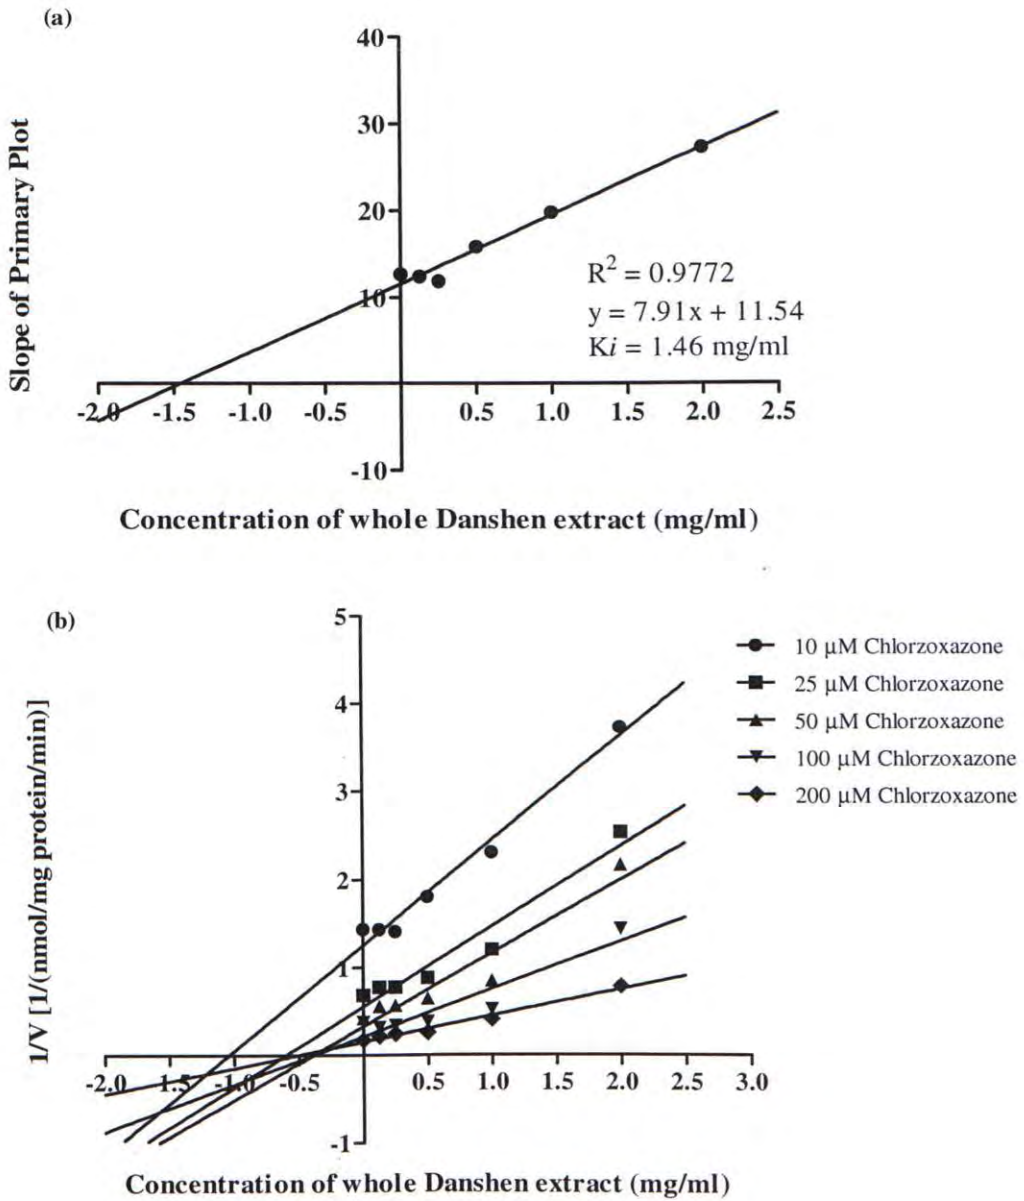 (a)
Slope of Primary Plot
40
30
20
10
-10
-2.0 -1.5 -1.0 -0.5 0.5 1.0 1.5 2.0 2.5
R² = 0.9772
y = 7.91x + 11.54
Ki = 1.46 mg/ml
Concentration of whole Danshen extract (mg/ml)
(b)
1/V [1/(nmol/mg protein/min)]
5
4
3
2
1
-1
-2.0 -1.5 -1.0 -0.5 0.5 1.0 1.5 2.0 2.5 3.0
10 µM Chlorzoxazone
25 µM Chlorzoxazone
50 µM Chlorzoxazone
100 µM Chlorzoxazone
200 µM Chlorzoxazone
Concentration of whole Danshen extract (mg/ml)